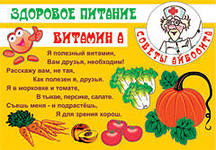 ЗДОРОВОЕ ПИТАНИЕ
ВИТАМИН А
СОВЕТЫ АЙБОЛИТА
Я полезный витамин,
Вам друзья, необходим!
Расскажу вам, не тая,
Как полезен я, друзья.
Я в моркови и томате,
В тыкве, персике, салате.
Съешь меня - и подрастёшь,
Я для зрения хорош.